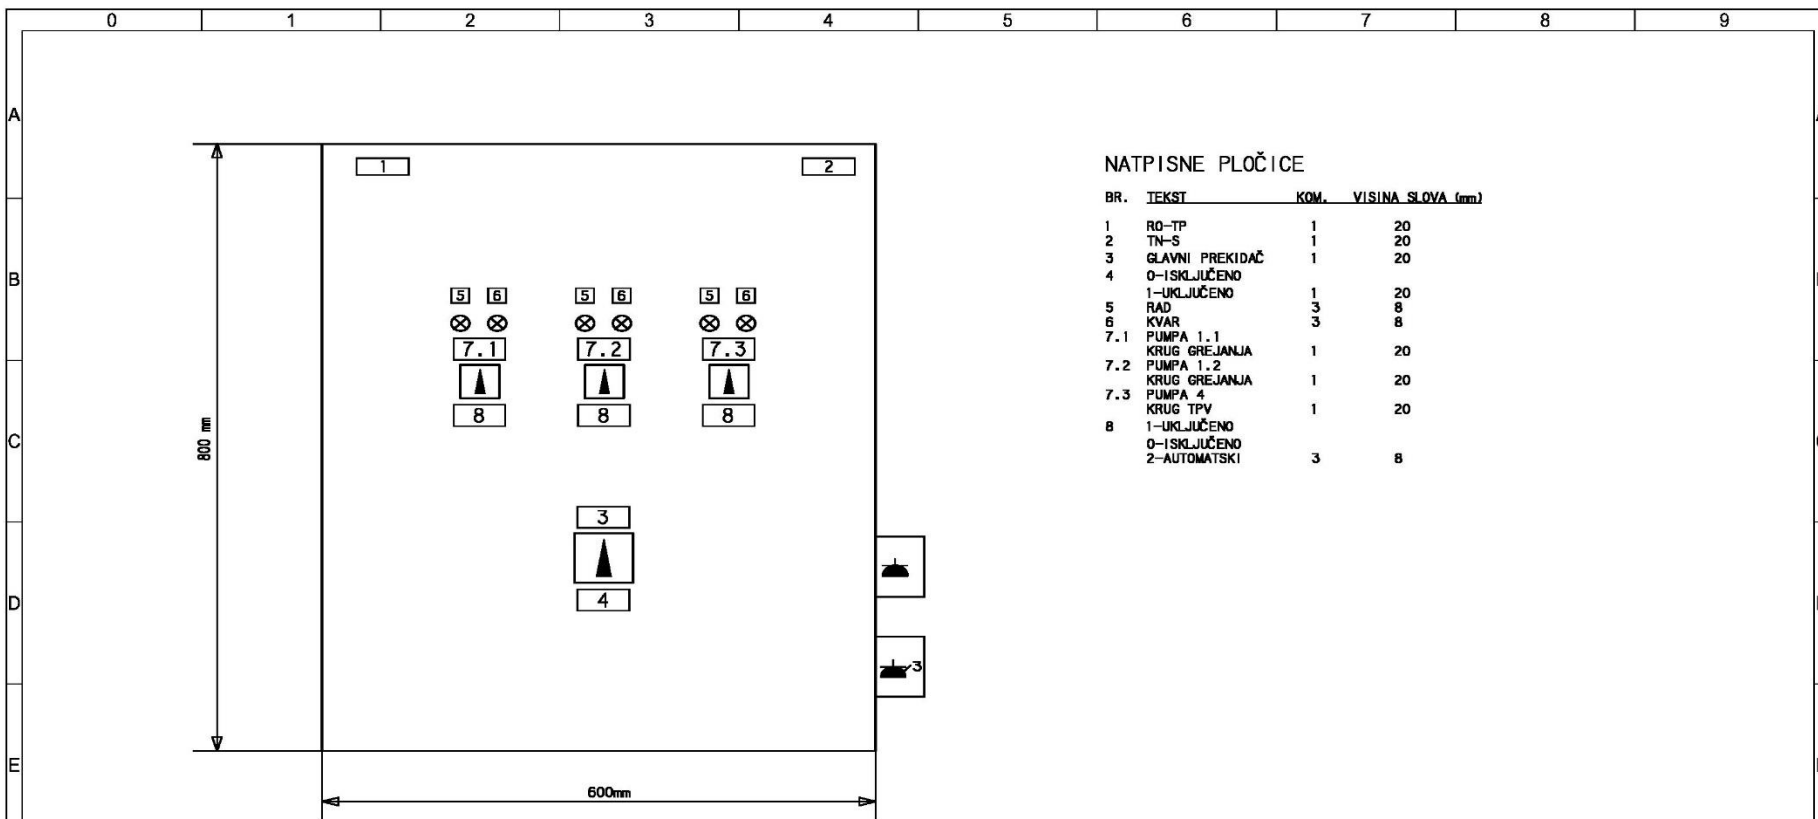 0 1 2 3 4 5 6 7 8 9
A
1 2
NATPISNE PLOČICE
BR. TEKST KOM. VISINA SLOVA (mm)
1 RO-TP 1 20
2 TN-S 1 20
3 GLAVNI PREKIDAČ 1 20
4 0-ISKLJUČENO
1-UKLJUČENO 1 20
5 RAD 3 8
6 KVAR 3 8
7.1 PUMPA 1.1
KRUG GREJANJA 1 20
7.2 PUMPA 1.2
KRUG GREJANJA 1 20
7.3 PUMPA 4
KRUG TPV 1 20
8 1-UKLJUČENO
0-ISKLJUČENO
2-AUTOMATSKI 3 8
B
5 6 5 6 5 6
7.1 7.2 7.3
8 8 8
C
800 mm
3
4
D
3
E
600mm